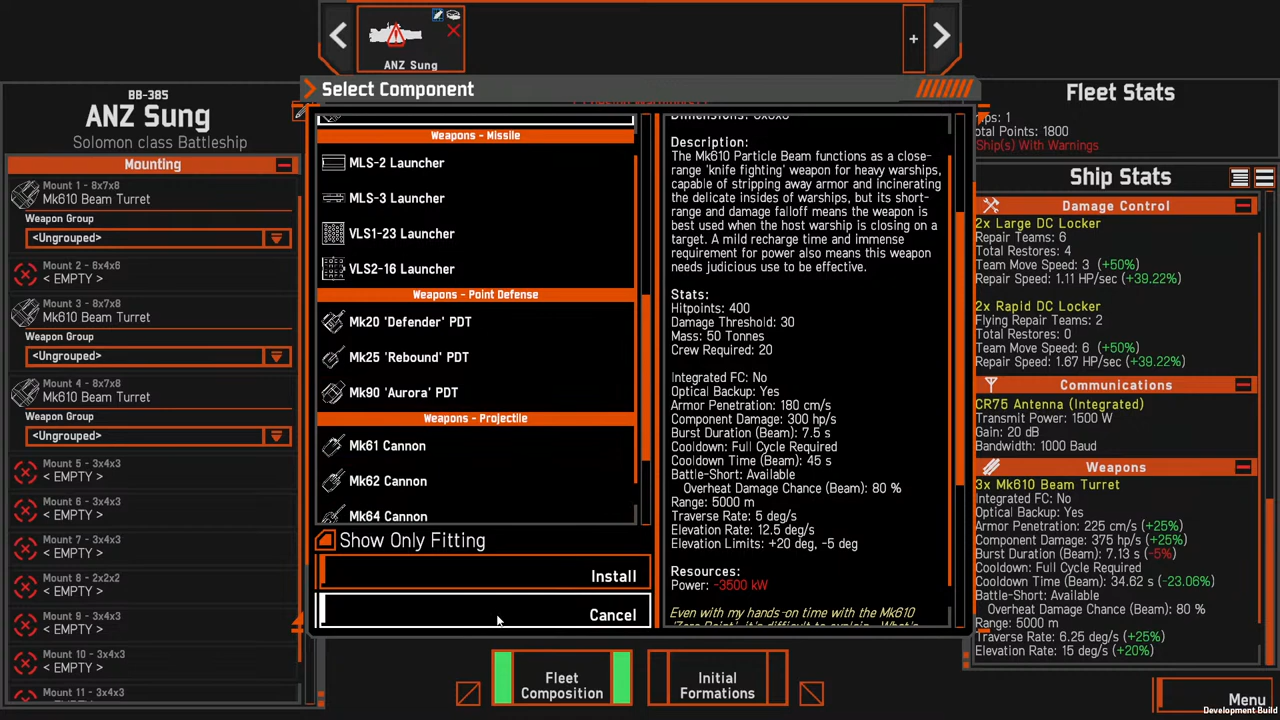 ANZ Sung
BB-385
ANZ Sung
Solomon class Battleship
Mounting
Mount 1 - 8x7x8
Mk610 Beam Turret
Weapon Group
<Ungrouped>
Mount 2 - 6x4x6
< EMPTY >
Mount 3 - 8x7x8
Mk610 Beam Turret
Weapon Group
<Ungrouped>
Mount 4 - 8x7x8
Mk610 Beam Turret
Weapon Group
<Ungrouped>
Mount 5 - 3x4x3
< EMPTY >
Mount 6 - 3x4x3
< EMPTY >
Mount 7 - 3x4x3
< EMPTY >
Mount 8 - 2x2x2
< EMPTY >
Mount 9 - 3x4x3
< EMPTY >
Mount 10 - 3x4x3
< EMPTY >
Mount 11 - 3x4x3
Select Component
Weapons - Missile
MLS-2 Launcher
MLS-3 Launcher
VLS1-23 Launcher
VLS2-16 Launcher
Weapons - Point Defense
Mk20 'Defender' PDT
Mk25 'Rebound' PDT
Mk90 'Aurora' PDT
Weapons - Projectile
Mk61 Cannon
Mk62 Cannon
Mk64 Cannon
Show Only Fitting
Install
Cancel
Description:
The Mk610 Particle Beam functions as a close-
range 'knife fighting' weapon for heavy warships,
capable of stripping away armor and incinerating
the delicate insides of warships, but its short-
range and damage falloff means the weapon is
best used when the host warship is closing on a
target. A mild recharge time and immense
requirement for power also means this weapon
needs judicious use to be effective.
Stats:
Hitpoints: 400
Damage Threshold: 30
Mass: 50 Tonnes
Crew Required: 20
Integrated FC: No
Optical Backup: Yes
Armor Penetration: 180 cm/s
Component Damage: 300 hp/s
Burst Duration (Beam): 7.5 s
Cooldown: Full Cycle Required
Cooldown Time (Beam): 45 s
Battle-Short: Available
Overheat Damage Chance (Beam): 80 %
Range: 5000 m
Traverse Rate: 5 deg/s
Elevation Rate: 12.5 deg/s
Elevation Limits: +20 deg, -5 deg
Resources:
Power: -3500 kW
Even with my hands-on time with the Mk610
Fleet Stats
ps: 1
otal Points: 1800
Ship(s) With Warnings
Ship Stats
Damage Control
2x Large DC Locker
Repair Teams: 6
Total Restores: 4
Team Move Speed: 3 (+50%)
Repair Speed: 1.11 HP/sec (+39.22%)
2x Rapid DC Locker
Flying Repair Teams: 2
Total Restores: 0
Team Move Speed: 6 (+50%)
Repair Speed: 1.67 HP/sec (+39.22%)
Communications
CR75 Antenna (Integrated)
Transmit Power: 1500 W
Gain: 20 dB
Bandwidth: 1000 Baud
Weapons
3x Mk610 Beam Turret
Integrated FC: No
Optical Backup: Yes
Armor Penetration: 225 cm/s (+25%)
Component Damage: 375 hp/s (+25%)
Burst Duration (Beam): 7.13 s (-5%)
Cooldown: Full Cycle Required
Cooldown Time (Beam): 34.62 s (-23.06%)
Battle-Short: Available
Overheat Damage Chance (Beam): 80 %
Range: 5000 m
Traverse Rate: 6.25 deg/s (+25%)
Elevation Rate: 15 deg/s (+20%)
Fleet
Composition
Initial
Formations
Menu
Development Build